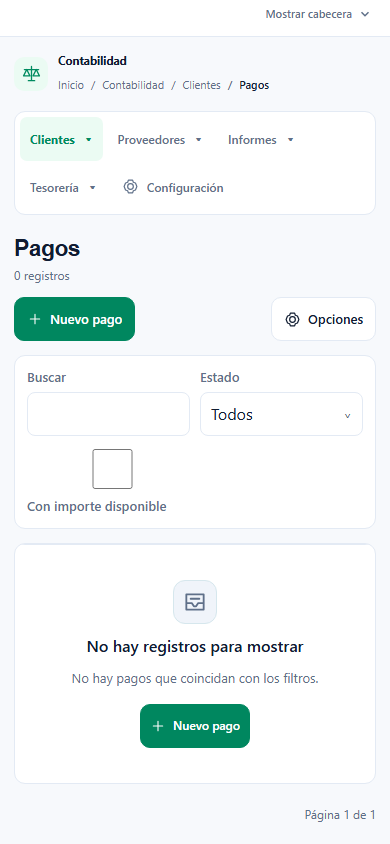 Mostrar cabecera
Contabilidad
Inicio / Contabilidad / Clientes / Pagos
Clientes Proveedores Informes
Tesorería Configuración
Pagos
0 registros
+ Nuevo pago Opciones
Buscar Estado
Todos
Con importe disponible
No hay registros para mostrar
No hay pagos que coincidan con los filtros.
+ Nuevo pago
Página 1 de 1